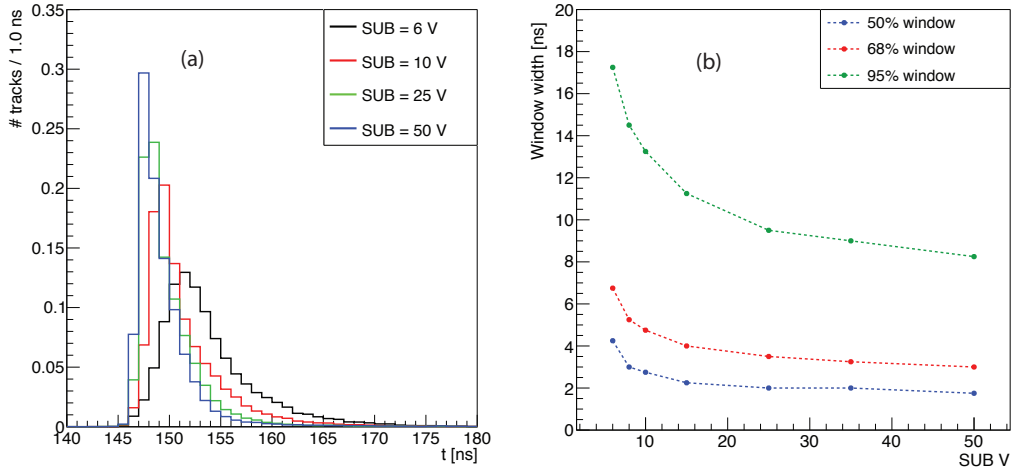 # tracks / 1.0 ns
0.35
0.3
0.25
0.2
0.15
0.1
0.05
0
(a)
SUB = 6 V
SUB = 10 V
SUB = 25 V
SUB = 50 V
140 145 150 155 160 165 170 175 180
t [ns]
Window width [ns]
20
18
16
14
12
10
8
6
4
2
0
(b)
50% window
68% window
95% window
10 20 30 40 50
SUB V